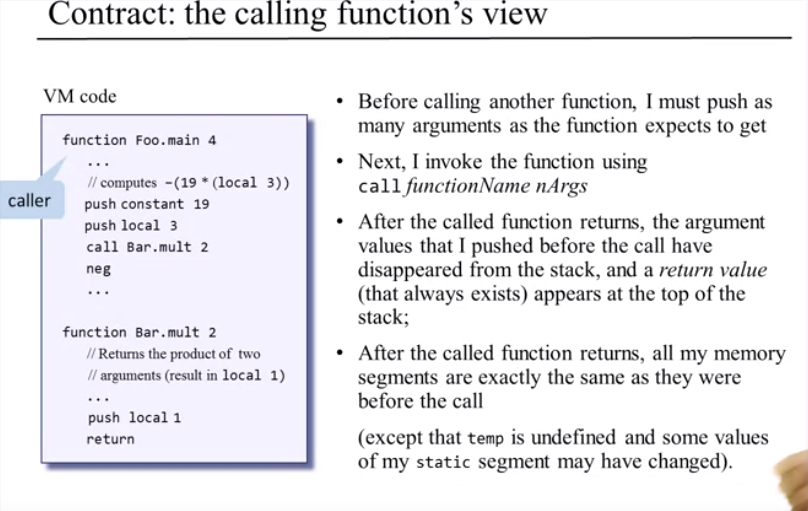 Contract: the calling function's view
VM code
function Foo.main 4
...
// computes -(19 * (local 3))
push constant 19
push local 3
call Bar.mult 2
neg
...
function Bar.mult 2
// Returns the product of two
// arguments (result in local 1)
...
push local 1
return
caller
• Before calling another function, I must push as
many arguments as the function expects to get
• Next, I invoke the function using
call functionName nArgs
• After the called function returns, the argument
values that I pushed before the call have
disappeared from the stack, and a return value
(that always exists) appears at the top of the
stack;
• After the called function returns, all my memory
segments are exactly the same as they were
before the call
(except that temp is undefined and some values
of my static segment may have changed).